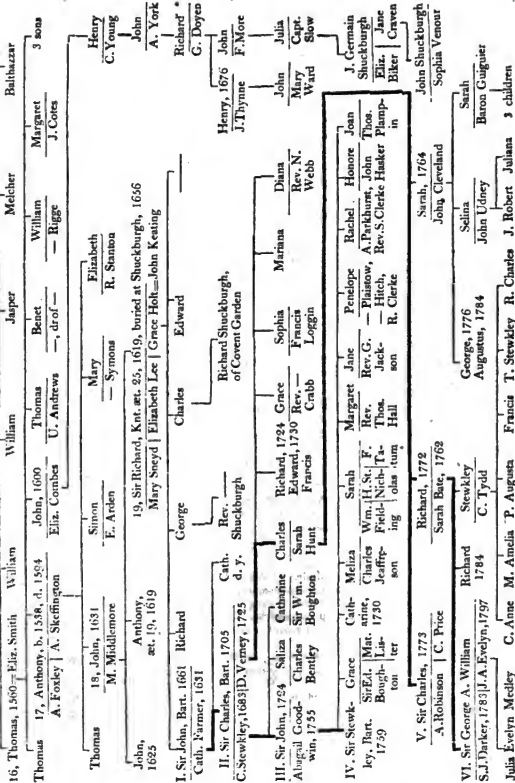 16, Thomas, 1560=Eliz. Smith William William Jasper Melcher Balthazzar
Thomas 17, Anthony, b. 1538, d. 1594 John, 1600 Thomas Benet William Margaret 3 sons
A. Foxley | A. Skeffington Eliz. Coombes U. Andrews —, dr of — — Rigge J. Cotes
Thomas 18, John, 1631 Simon Mary Elizabeth Henry
M. Middlemore E. Arden — Symons R. Stanton C. Young
John, 1625 Anthony, æt. 19, 1619 19, Sir Richard, Knt. æt. 25, 1619, buried at Shuckburgh, 1656 John
Mary Sneyd | Elizabeth Lee | Grace Holt=John Keating A. York
I. Sir John, Bart. 1661 Richard George Charles Edward Richard *
Cath. Farmer, 1631 G. Doyen
II. Sir Charles, Bart. 1705 Cath. d. y. Rev. — Shuckburgh Richard Shuckburgh, of Covent Garden Henry, 1676 John
C. Stewkley, 1683 | D. Verney, 1725 J. Thynne F. More
III. Sir John, 1724 Saliza Catharine Charles Richard, 1724 Grace Sophia Mariana Diana John Julia
Abagail Goodwin, 1755 Charles Bentley Sir Wm. Boughton Sarah Hunt Edward, 1730 Francis Rev. — Crabb Francis Loggin Rev. N. Webb Mary Ward Capt. Slow
IV. Sir Stewkley, Bart. 1759 Grace Catharine, 1730 Meliza Sarah Margaret Jane Penelope Rachel Honore Joan J. Germain Shuckburgh
Sir Ed. Boughton Mat. Lister Charles Jeaffreson Wm. Fielding | H. St. Nicholas | F. Tatum Rev. Thos. Hall Rev. G. Jackson — Plaistow, — Hitch, R. Clerke A. Parkhurst, Rev. S. Clerke John Hasker Thos. Plampin Eliz. Biker | Jane Craven
V. Sir Charles, 1773 Richard, 1772 Sarah, 1764 John Shuckburgh
A. Robinson | C. Price Sarah Bate, 1762 John Cleveland Sophia Venour
VI. Sir George A. William Richard 1784 Stewkley George, 1776 Augustus, 1784 Selina Sarah
S. J. Darker, 1783 | J. A. Evelyn, 1797 C. Tydd John Udney Baron Guiguier
Julia Evelyn Medley C. Anne M. Amelia P. Augusta Francis T. Stewkley R. Charles J. Robert Juliana 3 children